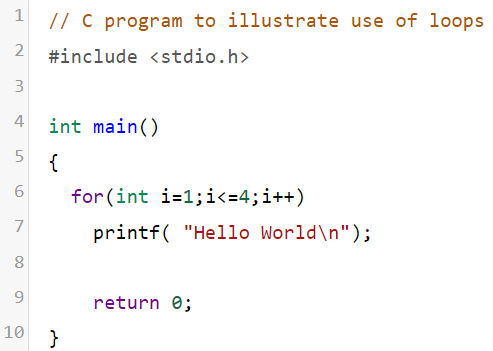 1 // C program to illustrate use of loops
2 #include <stdio.h>
3
4 int main()
5 {
6   for(int i=1;i<=4;i++)
7     printf( "Hello World\n");
8
9     return 0;
10 }